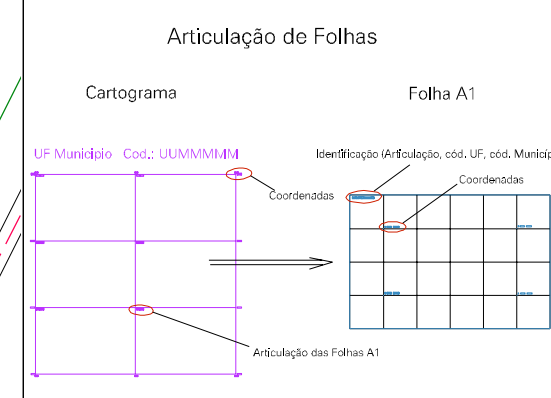 Articulação de Folhas
Cartograma
Folha A1
UF Municipio Cod.: UUMMMMM
Identificação (Articulação, cód. UF, cód. Municíp
Coordenadas
Coordenadas
Articulação das Folhas A1